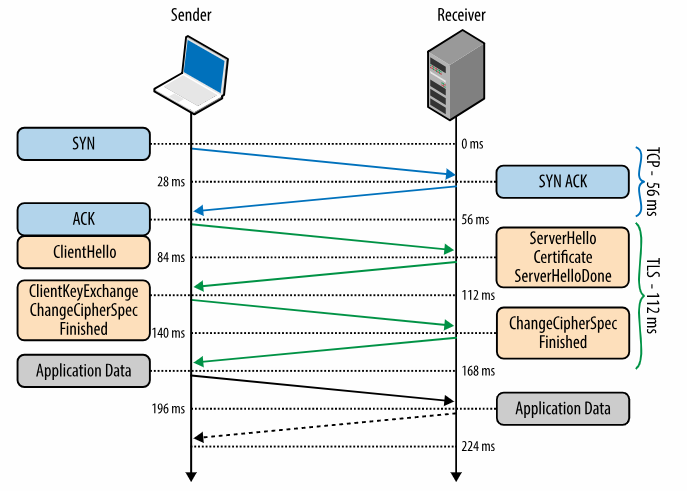 Sender
Receiver
SYN
0 ms
28 ms
SYN ACK
TCP - 56 ms
ACK
56 ms
ClientHello
84 ms
ServerHello
Certificate
ServerHelloDone
TLS - 112 ms
ClientKeyExchange
ChangeCipherSpec
Finished
112 ms
140 ms
ChangeCipherSpec
Finished
Application Data
168 ms
196 ms
Application Data
224 ms